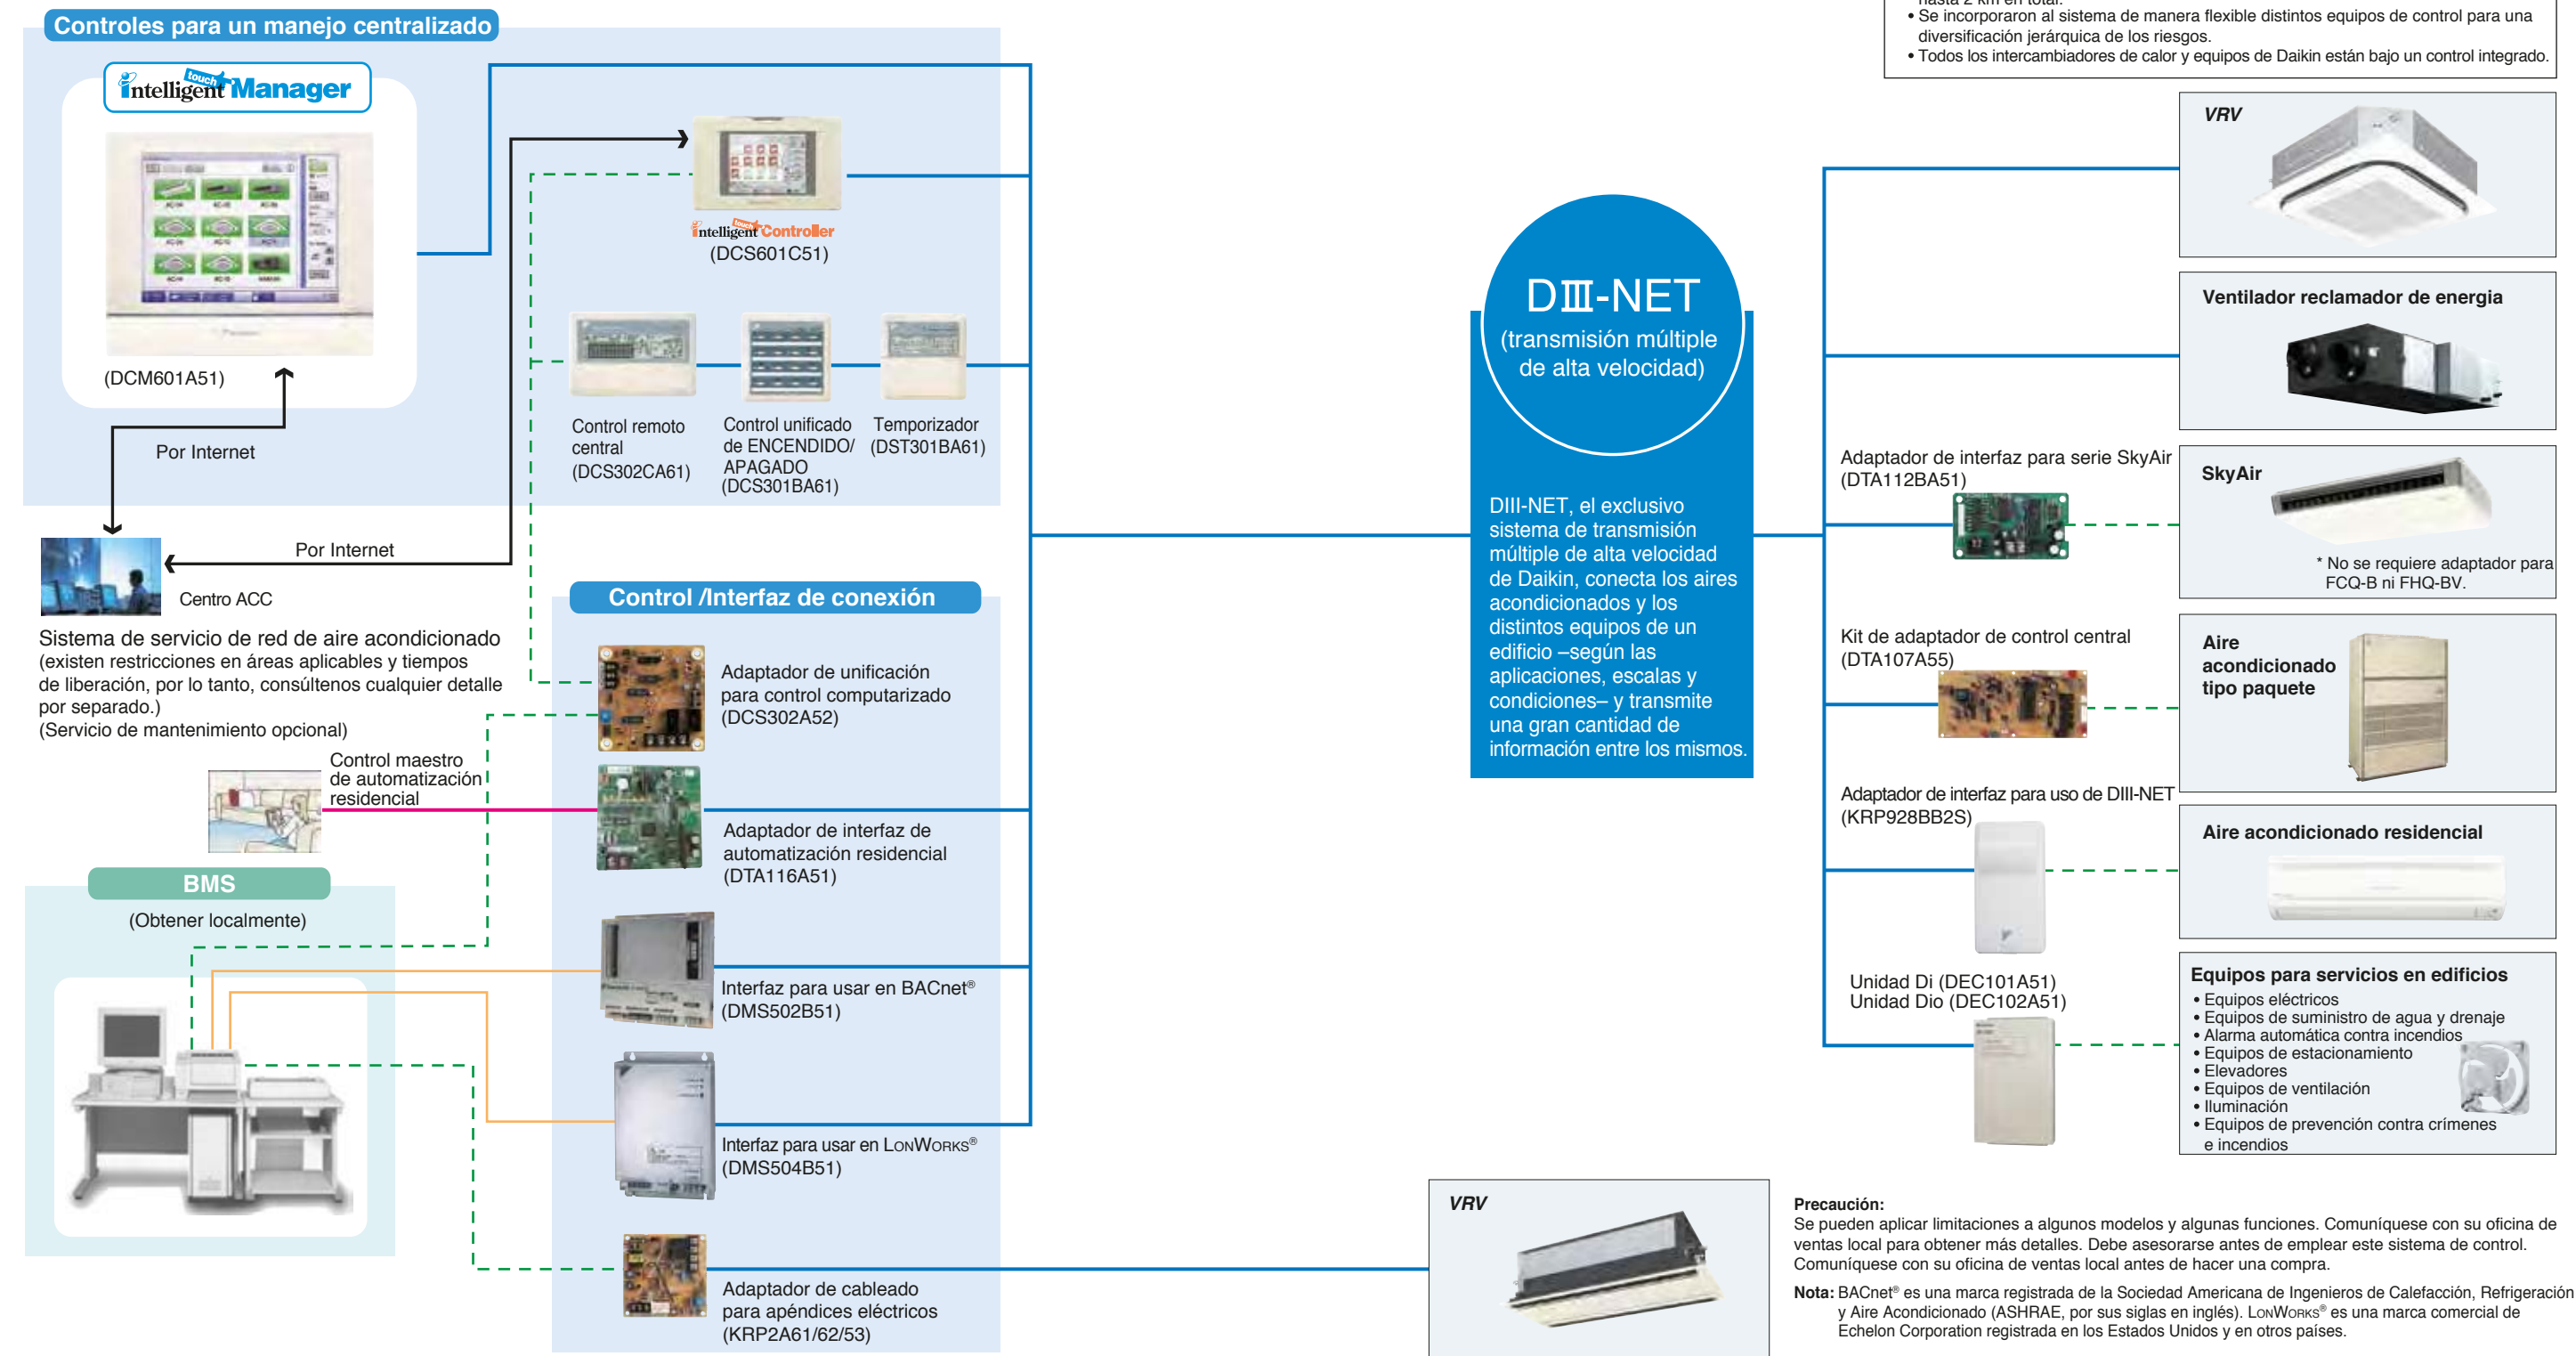 Controles para un manejo centralizado
intelligent touch Manager
(DCM601A51)
Por Internet
intelligent touch Controller
(DCS601C51)
Control remoto
central
(DCS302CA61)
Control unificado
de ENCENDIDO/
APAGADO
(DCS301BA61)
Temporizador
(DST301BA61)
Por Internet
Centro ACC
Sistema de servicio de red de aire acondicionado
(existen restricciones en áreas aplicables y tiempos
de liberación, por lo tanto, consúltenos cualquier detalle
por separado.)
(Servicio de mantenimiento opcional)
Control maestro
de automatización
residencial
BMS
(Obtener localmente)
Control /Interfaz de conexión
Adaptador de unificación
para control computarizado
(DCS302A52)
Adaptador de interfaz de
automatización residencial
(DTA116A51)
Interfaz para usar en BACnet®
(DMS502B51)
Interfaz para usar en LONWORKS®
(DMS504B51)
Adaptador de cableado
para apéndices eléctricos
(KRP2A61/62/53)
DIII-NET
(transmisión múltiple
de alta velocidad)
DIII-NET, el exclusivo
sistema de transmisión
múltiple de alta velocidad
de Daikin, conecta los aires
acondicionados y los
distintos equipos de un
edificio –según las
aplicaciones, escalas y
condiciones– y transmite
una gran cantidad de
información entre los mismos.
hasta 2 km en total.
• Se incorporaron al sistema de manera flexible distintos equipos de control para una
diversificación jerárquica de los riesgos.
• Todos los intercambiadores de calor y equipos de Daikin están bajo un control integrado.
VRV
Ventilador reclamador de energia
Adaptador de interfaz para serie SkyAir
(DTA112BA51)
SkyAir
* No se requiere adaptador para
FCQ-B ni FHQ-BV.
Kit de adaptador de control central
(DTA107A55)
Aire
acondicionado
tipo paquete
Adaptador de interfaz para uso de DIII-NET
(KRP928BB2S)
Aire acondicionado residencial
Unidad Di (DEC101A51)
Unidad Dio (DEC102A51)
Equipos para servicios en edificios
• Equipos eléctricos
• Equipos de suministro de agua y drenaje
• Alarma automática contra incendios
• Equipos de estacionamiento
• Elevadores
• Equipos de ventilación
• Iluminación
• Equipos de prevención contra crímenes
e incendios
VRV
Precaución:
Se pueden aplicar limitaciones a algunos modelos y algunas funciones. Comuníquese con su oficina de
ventas local para obtener más detalles. Debe asesorarse antes de emplear este sistema de control.
Comuníquese con su oficina de ventas local antes de hacer una compra.
Nota: BACnet® es una marca registrada de la Sociedad Americana de Ingenieros de Calefacción, Refrigeración
y Aire Acondicionado (ASHRAE, por sus siglas en inglés). LONWORKS® es una marca comercial de
Echelon Corporation registrada en los Estados Unidos y en otros países.